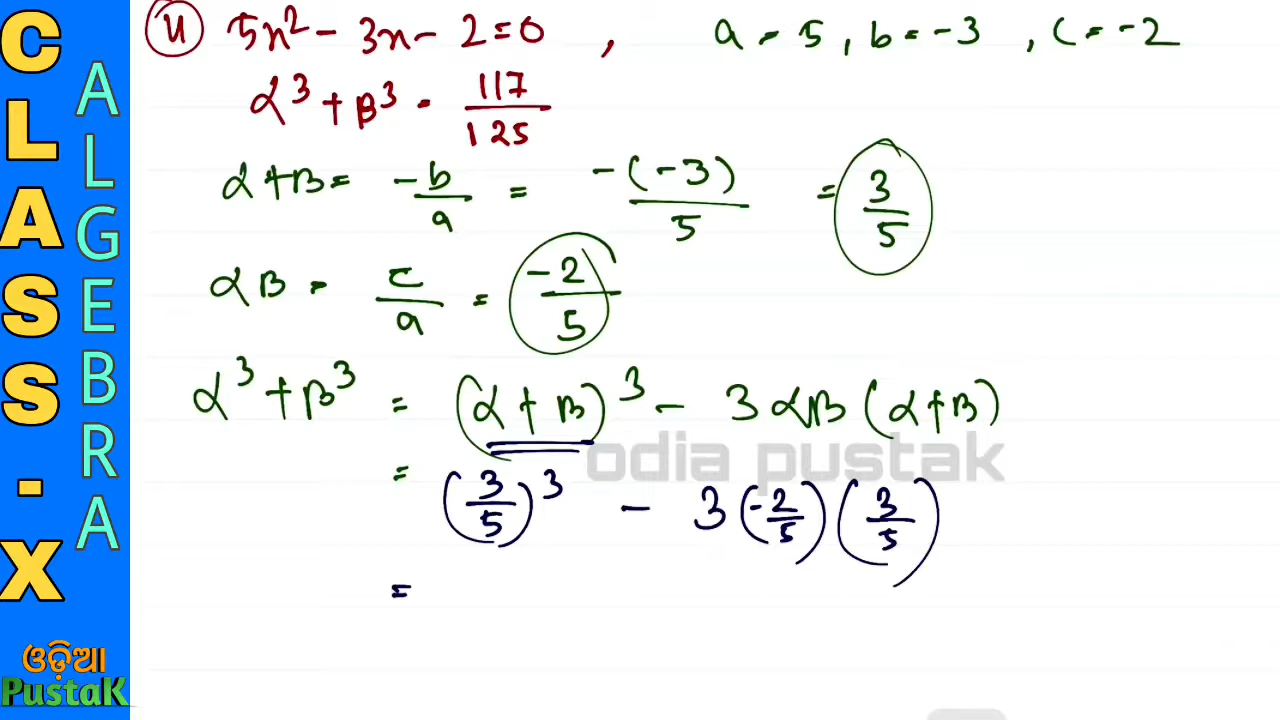 CLASS-X
ALGEBRA
ଓଡ଼ିଆ
PustaK
ii) 5x² - 3x - 2 = 0 , a = 5 , b = -3 , c = -2
α³ + β³ = 117/125
α + β = -b/a = -(-3)/5 = 3/5
αβ = c/a = -2/5
α³ + β³ = (α + β)³ - 3αβ(α + β)
odia pustak
= (3/5)³ - 3(-2/5)(3/5)
=